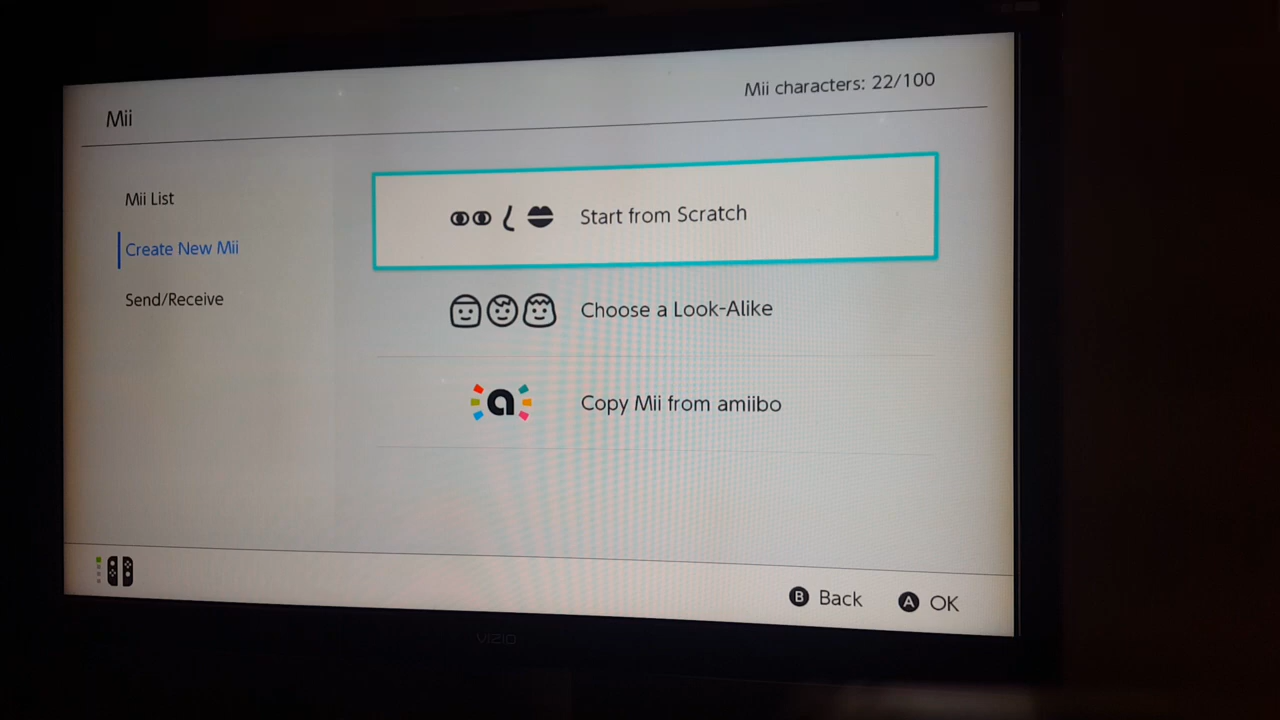 Mii
Mii characters: 22/100
Mii List
Create New Mii
Send/Receive
Start from Scratch
Choose a Look-Alike
a
Copy Mii from amiibo
B Back
A OK
VIZIO